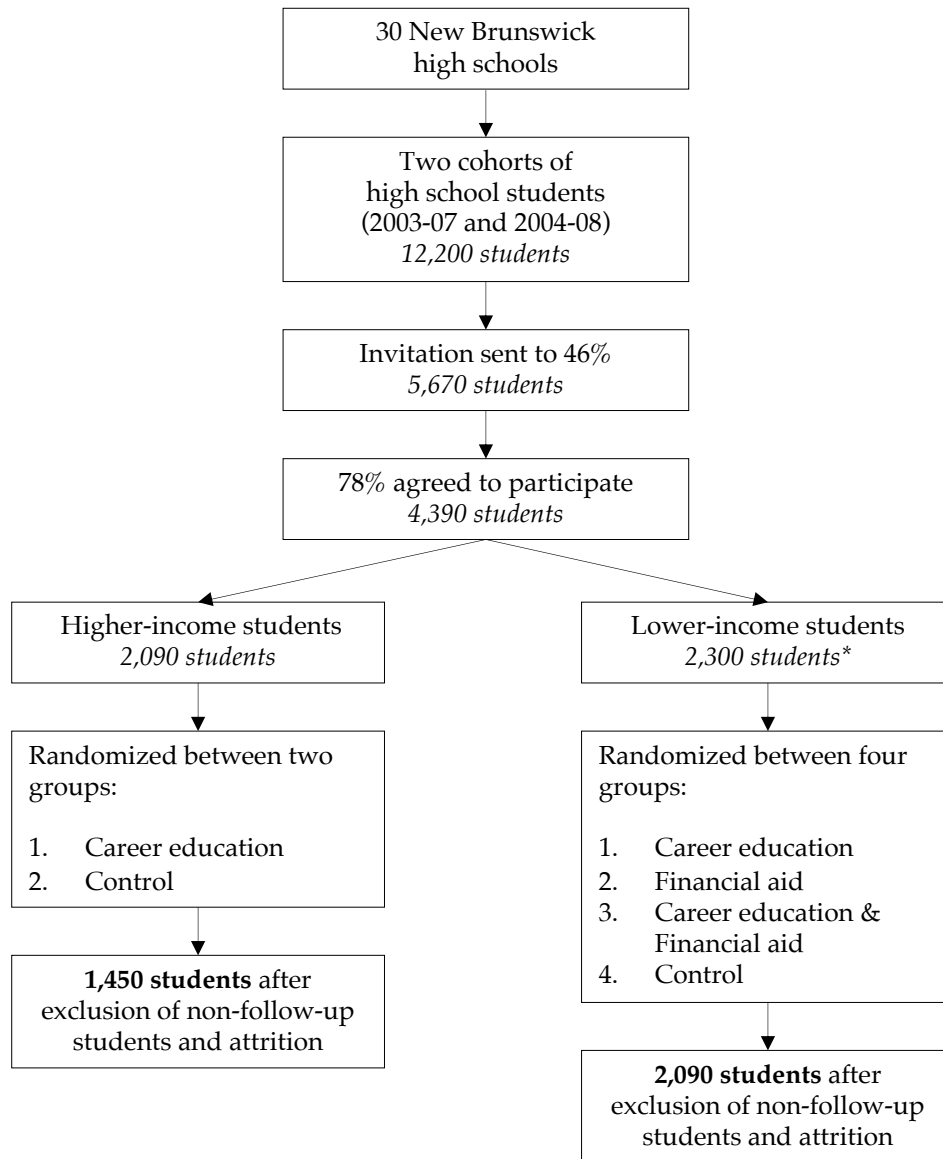 30 New Brunswick
high schools
Two cohorts of
high school students
(2003-07 and 2004-08)
12,200 students
Invitation sent to 46%
5,670 students
78% agreed to participate
4,390 students
Higher-income students
2,090 students
Randomized between two
groups:
1. Career education
2. Control
1,450 students after
exclusion of non-follow-up
students and attrition
Lower-income students
2,300 students*
Randomized between four
groups:
1. Career education
2. Financial aid
3. Career education &
Financial aid
4. Control
2,090 students after
exclusion of non-follow-up
students and attrition